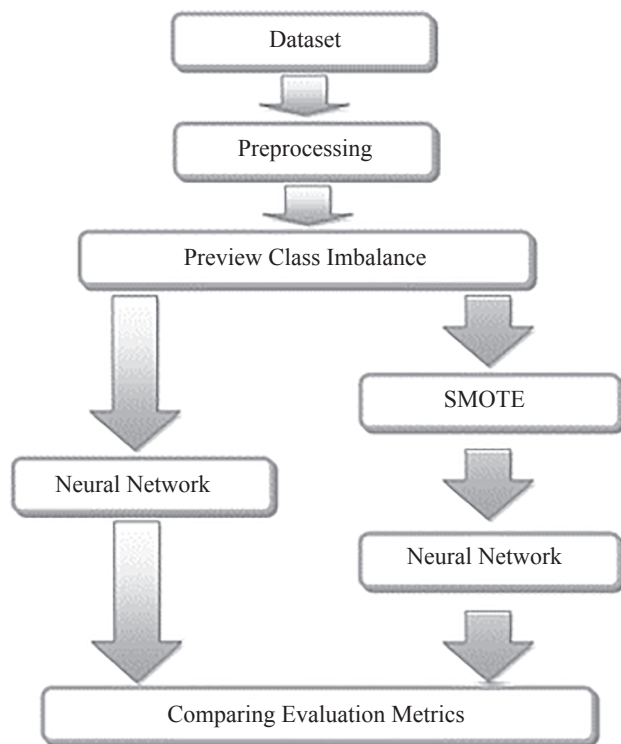 Dataset
Preprocessing
Preview Class Imbalance
SMOTE
Neural Network
Neural Network
Comparing Evaluation Metrics